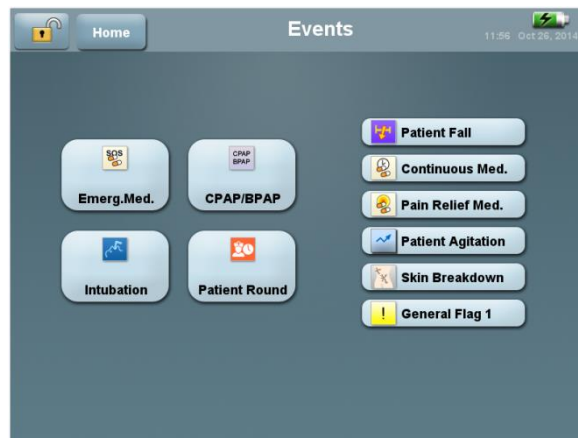 Home
Events
11:56 Oct 26, 2014
SOS
Emerg.Med.
CPAP
BPAP
CPAP/BPAP
Intubation
Patient Round
Patient Fall
Continuous Med.
Pain Relief Med.
Patient Agitation
Skin Breakdown
! General Flag 1